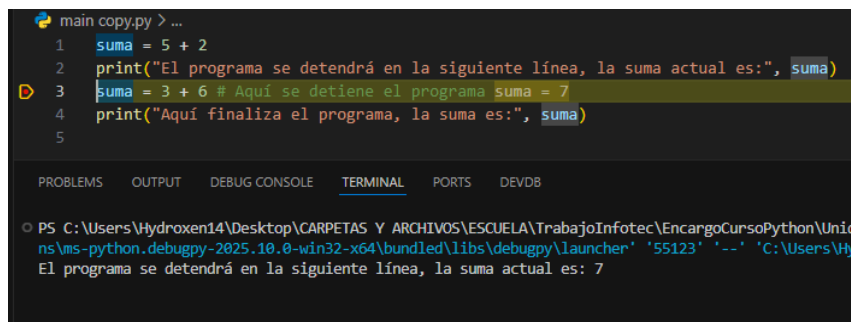 main copy.py > ...
1 suma = 5 + 2
2 print("El programa se detendrá en la siguiente línea, la suma actual es:", suma)
3 suma = 3 + 6 # Aquí se detiene el programa suma = 7
4 print("Aquí finaliza el programa, la suma es:", suma)
5
PROBLEMS OUTPUT DEBUG CONSOLE TERMINAL PORTS DEVDB
PS C:\Users\Hydroxen14\Desktop\CARPETAS Y ARCHIVOS\ESCUELA\TrabajoInfotec\EncargoCursoPython\Unid
ns\ms-python.debugpy-2025.10.0-win32-x64\bundled\libs\debugpy\launcher' '55123' '--' 'C:\Users\Hy
El programa se detendrá en la siguiente línea, la suma actual es: 7